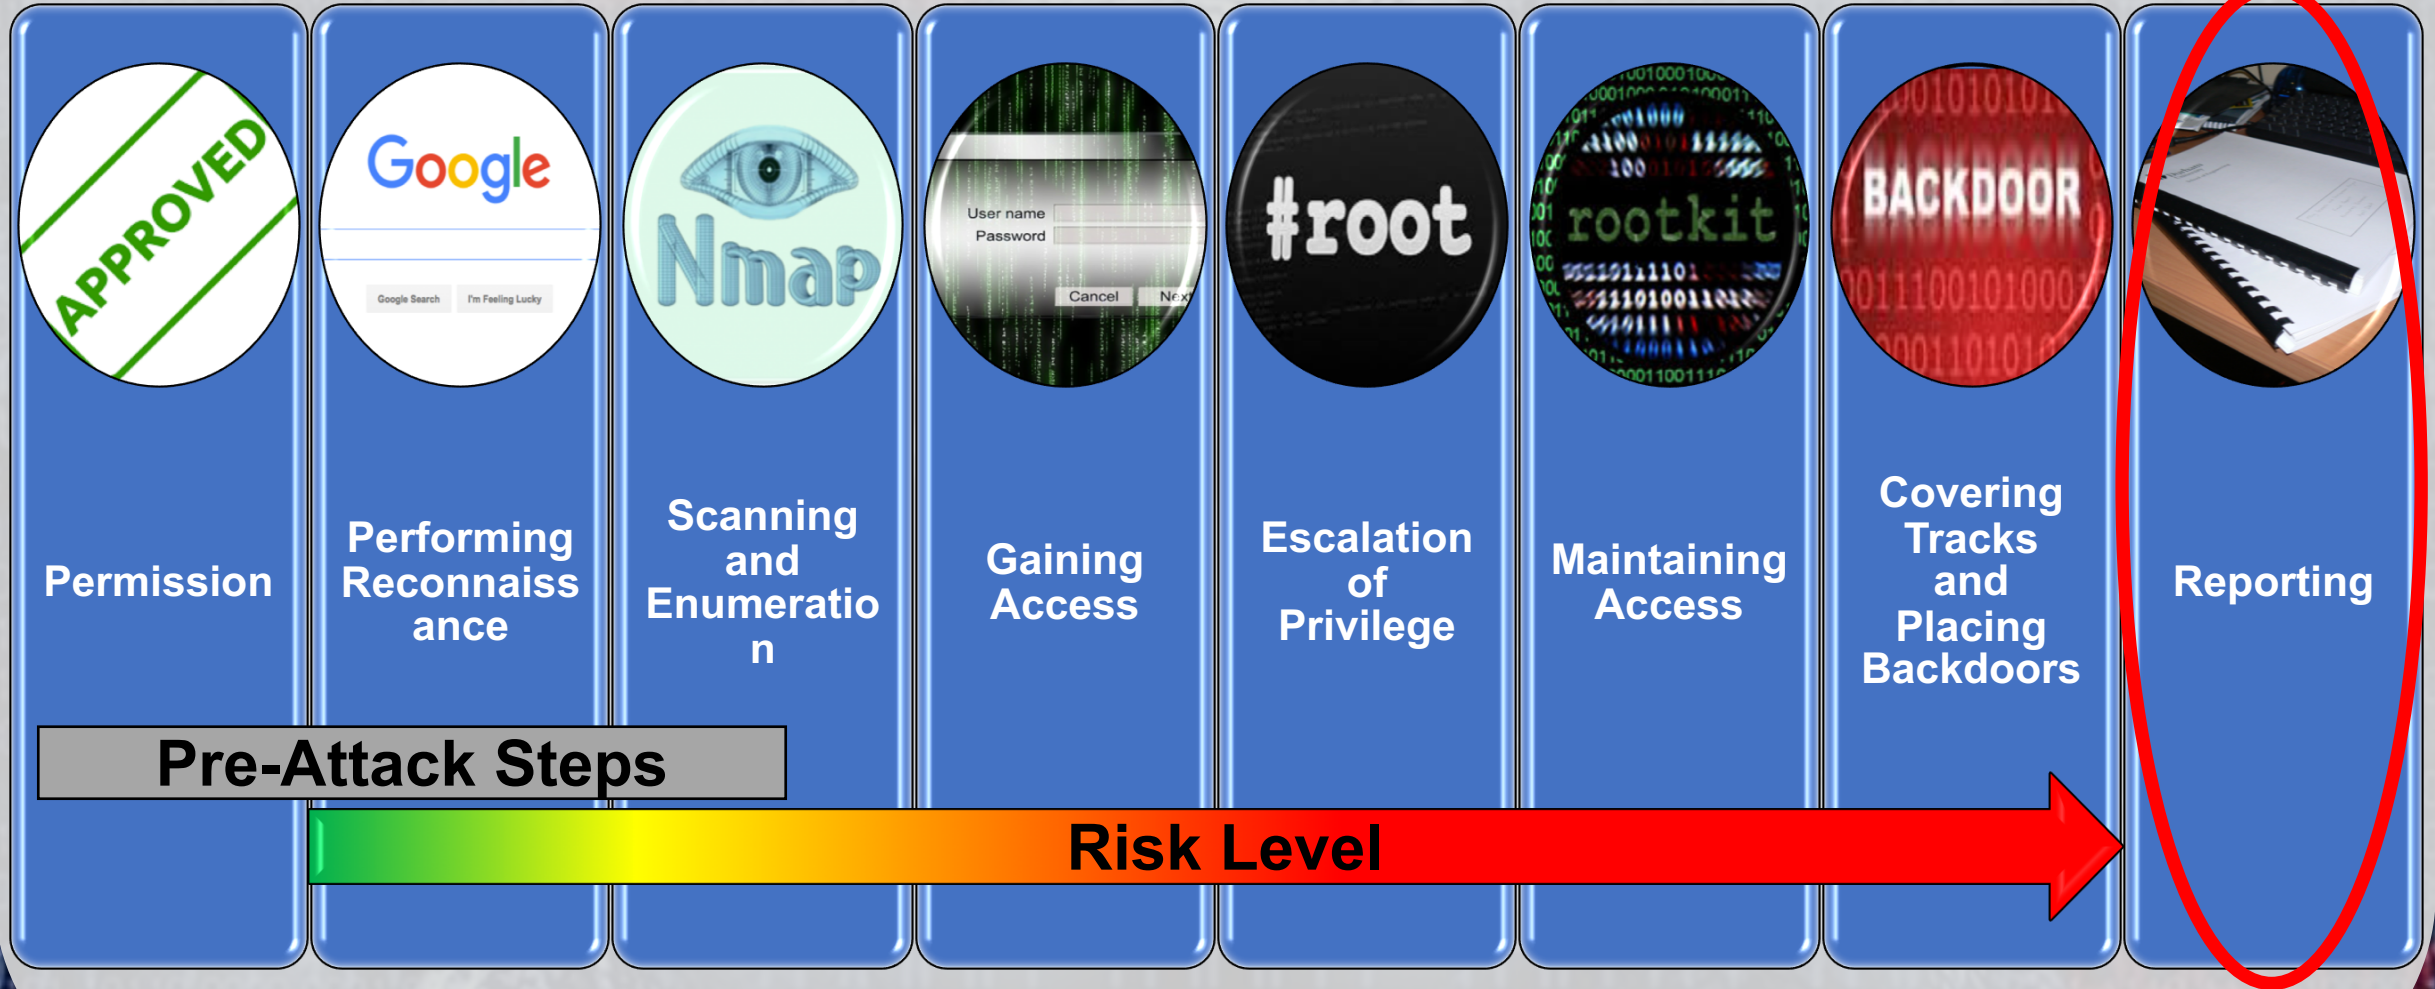 APPROVED
Google
Google Search I'm Feeling Lucky
Nmap
User name
Password
Cancel
#root
rootkit
BACKDOOR
Permission
Performing
Reconnaiss
ance
Scanning
and
Enumeratio
n
Gaining
Access
Escalation
of
Privilege
Maintaining
Access
Covering
Tracks
and
Placing
Backdoors
Reporting
Pre-Attack Steps
Risk Level